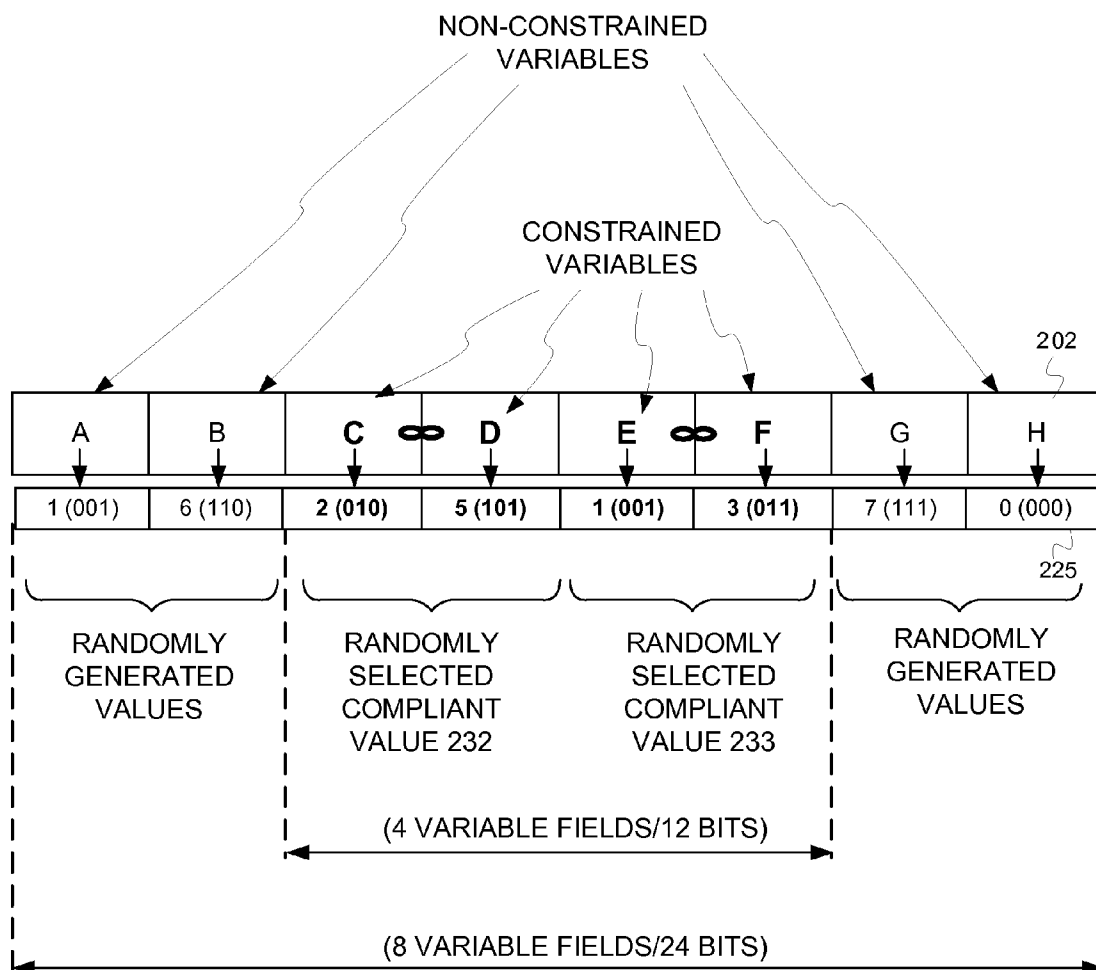 NON-CONSTRAINED
VARIABLES
CONSTRAINED
VARIABLES
202
A B C ∞ D E ∞ F G H
1 (001) 6 (110) 2 (010) 5 (101) 1 (001) 3 (011) 7 (111) 0 (000)
225
RANDOMLY
GENERATED
VALUES
RANDOMLY
SELECTED
COMPLIANT
VALUE 232
RANDOMLY
SELECTED
COMPLIANT
VALUE 233
RANDOMLY
GENERATED
VALUES
(4 VARIABLE FIELDS/12 BITS)
(8 VARIABLE FIELDS/24 BITS)